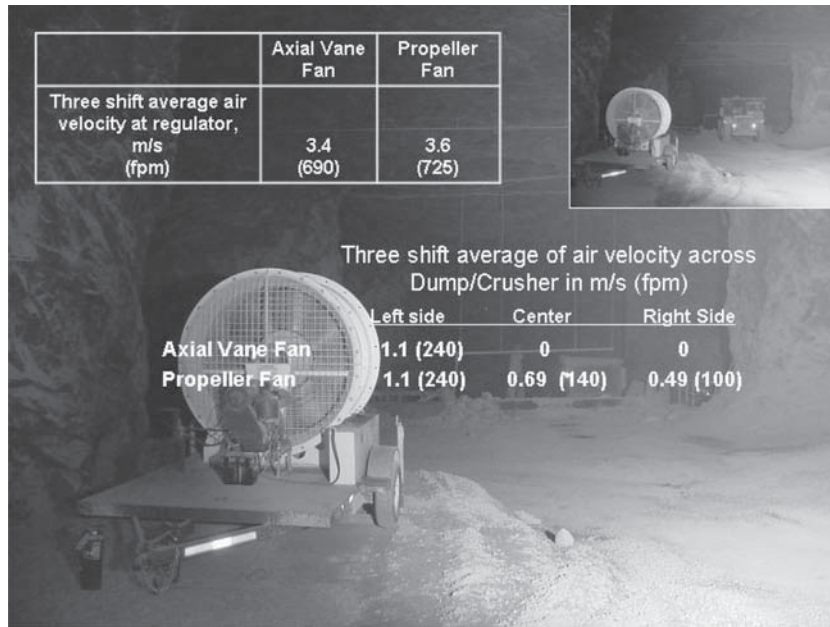 Axial Vane Fan Propeller Fan
Three shift average air
velocity at regulator,
m/s 3.4 3.6
(fpm) (690) (725)
Three shift average of air velocity across
Dump/Crusher in m/s (fpm)
Left side Center Right Side
Axial Vane Fan 1.1 (240) 0 0
Propeller Fan 1.1 (240) 0.69 (140) 0.49 (100)